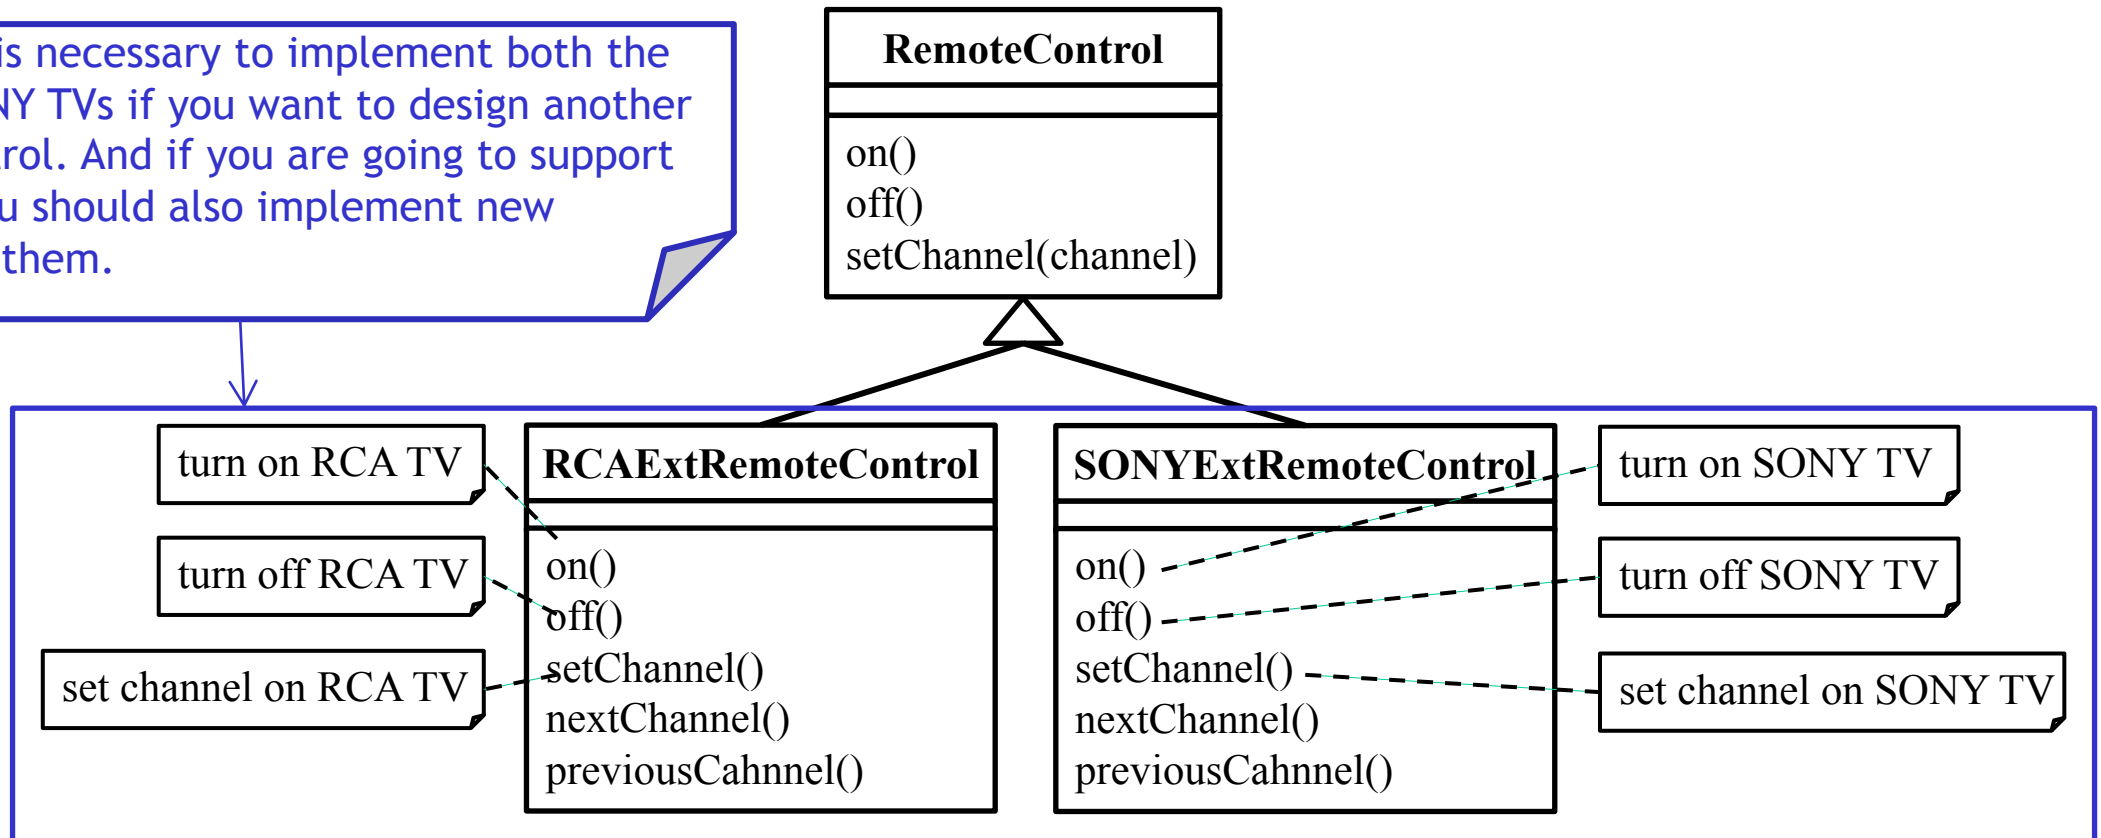 is necessary to implement both the
NY TVs if you want to design another
rol. And if you are going to support
u should also implement new
them.
RemoteControl
on()
off()
setChannel(channel)
turn on RCA TV
turn off RCA TV
set channel on RCA TV
RCAExtRemoteControl
on()
off()
setChannel()
nextChannel()
previousCahnnel()
SONYExtRemoteControl
on()
off()
setChannel()
nextChannel()
previousCahnnel()
turn on SONY TV
turn off SONY TV
set channel on SONY TV